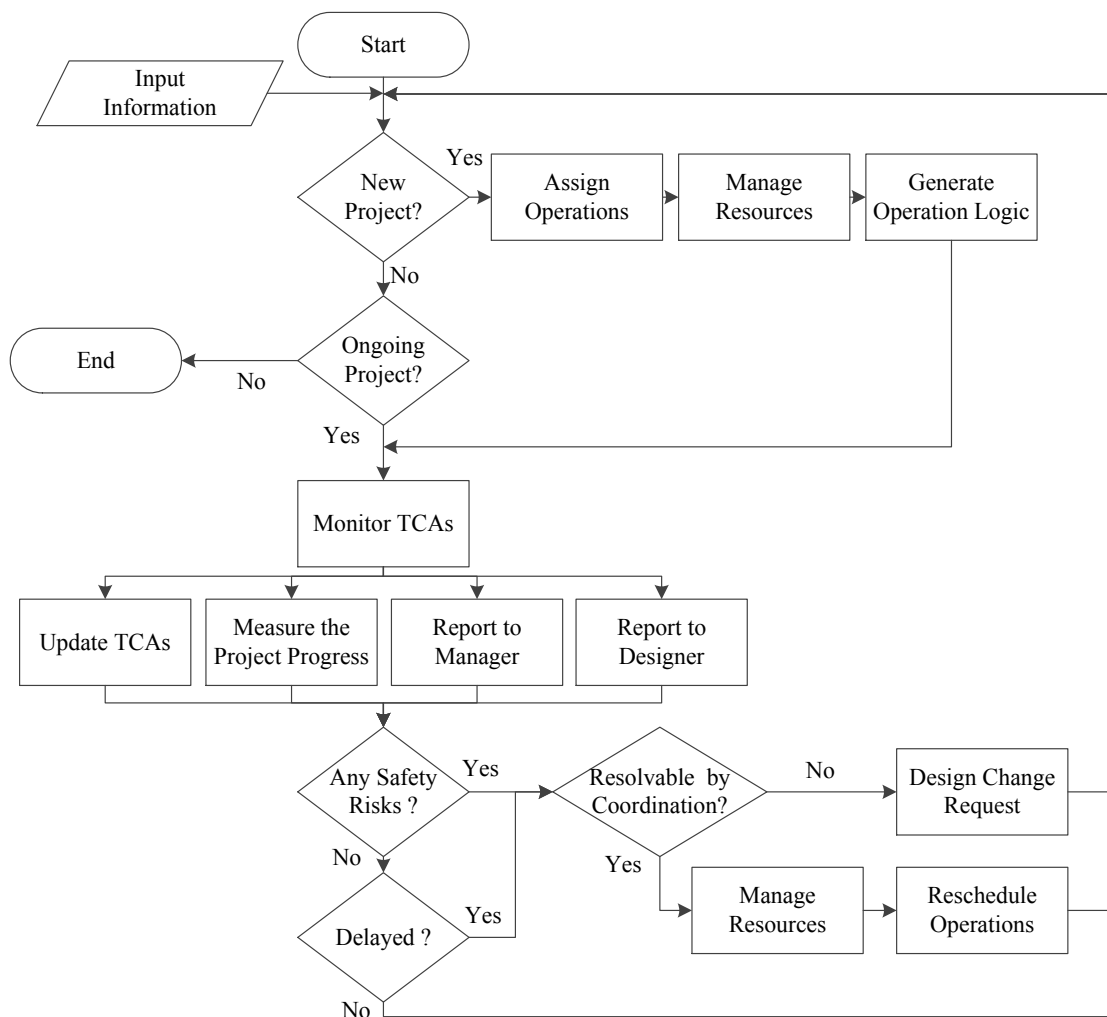 Start
Input
Information
Yes
New
Project?
Assign
Operations
Manage
Resources
Generate
Operation Logic
No
Ongoing
Project?
End
No
Yes
Monitor TCAs
Update TCAs
Measure the
Project Progress
Report to
Manager
Report to
Designer
Any Safety
Risks ?
Yes
Resolvable by
Coordination?
No
Design Change
Request
No
Yes
Manage
Resources
Reschedule
Operations
Delayed ?
Yes
No